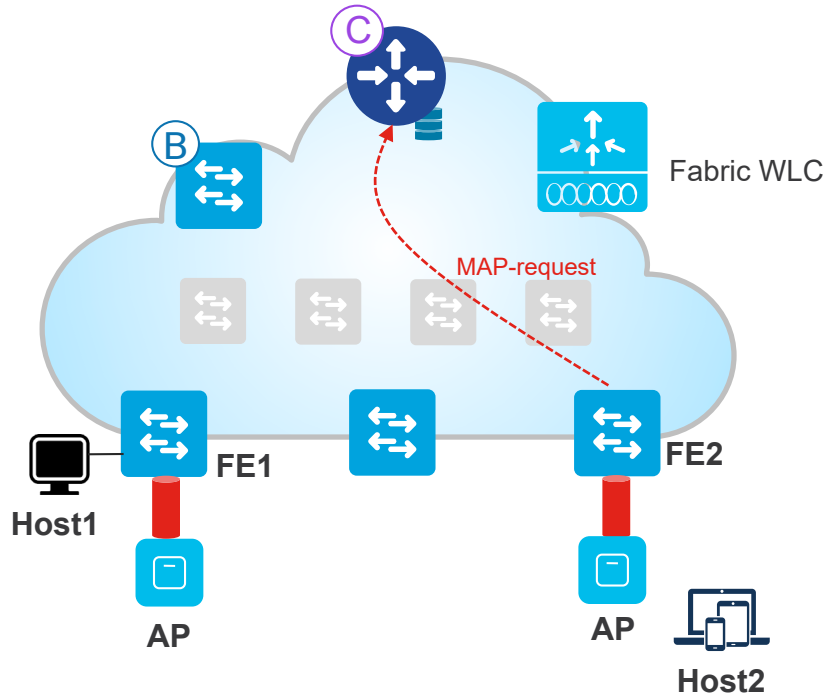 C
B
Fabric WLC
MAP-request
FE1
FE2
Host1
AP
AP
Host2